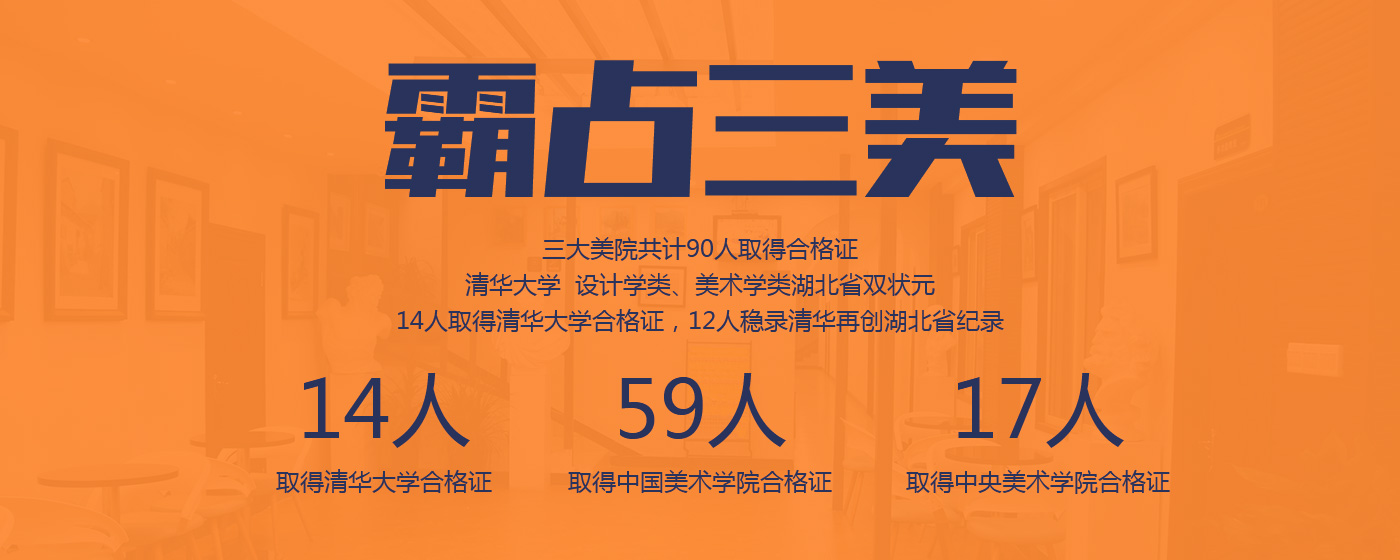 霸占三美
三大美院共计90人取得合格证
清华大学 设计学类、美术学类湖北省双状元
14人取得清华大学合格证，12人稳录清华再创湖北省纪录
14人 59人 17人
取得清华大学合格证 取得中国美术学院合格证 取得中央美术学院合格证